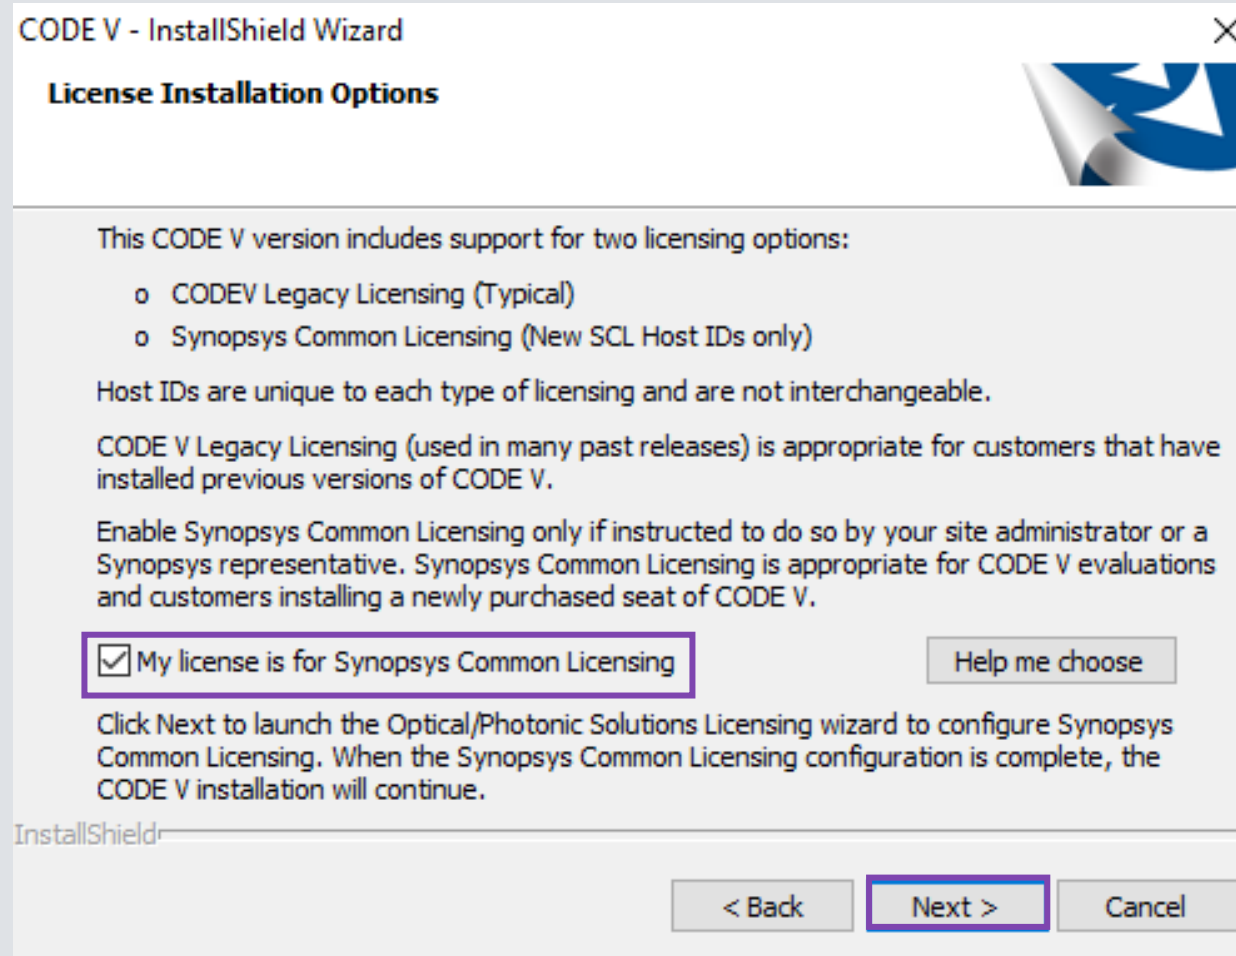 CODE V - InstallShield Wizard
License Installation Options
This CODE V version includes support for two licensing options:
o CODEV Legacy Licensing (Typical)
o Synopsys Common Licensing (New SCL Host IDs only)
Host IDs are unique to each type of licensing and are not interchangeable.
CODE V Legacy Licensing (used in many past releases) is appropriate for customers that have
installed previous versions of CODE V.
Enable Synopsys Common Licensing only if instructed to do so by your site administrator or a
Synopsys representative. Synopsys Common Licensing is appropriate for CODE V evaluations
and customers installing a newly purchased seat of CODE V.
My license is for Synopsys Common Licensing
Help me choose
Click Next to launch the Optical/Photonic Solutions Licensing wizard to configure Synopsys
Common Licensing. When the Synopsys Common Licensing configuration is complete, the
CODE V installation will continue.
InstallShield
< Back
Next >
Cancel